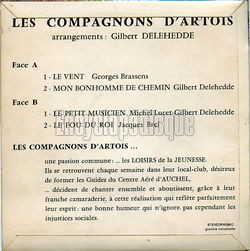 LES COMPAGNONS D'ARTOIS
arrangements : Gilbert DELEHEDDE
Face A
1 - LE VENT Georges Brassens
2 - MON BONHOMME DE CHEMIN Gilbert Delehedde
Face B
1 - LE PETIT MUSICIEN Michel Lucet-Gilbert Delehedde
2 - LE FOU DU ROI Jacques Brel
LES COMPAGNONS D'ARTOIS ...
une passion commune : ... les LOISIRS de la JEUNESSE
Ils se retrouvent chaque semaine dans leur local-club, désireux
de former les Guides du Centre Aéré d'AUCHEL,
... décident de chanter ensemble et aboutissent, grâce à leur
franche camaraderie, à cette réalisation qui reflète parfaitement
leur esprit : une bonne humeur qui n'ignore pas cependant les
injustices sociales.
STEREOPHONIC
gravure universelle